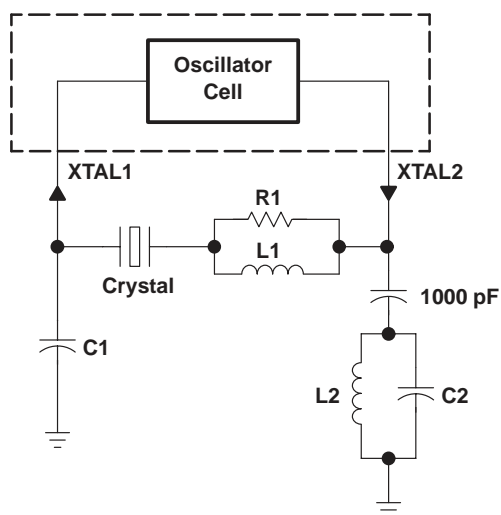 Oscillator
Cell
XTAL1
XTAL2
R1
L1
Crystal
1000 pF
C1
L2
C2